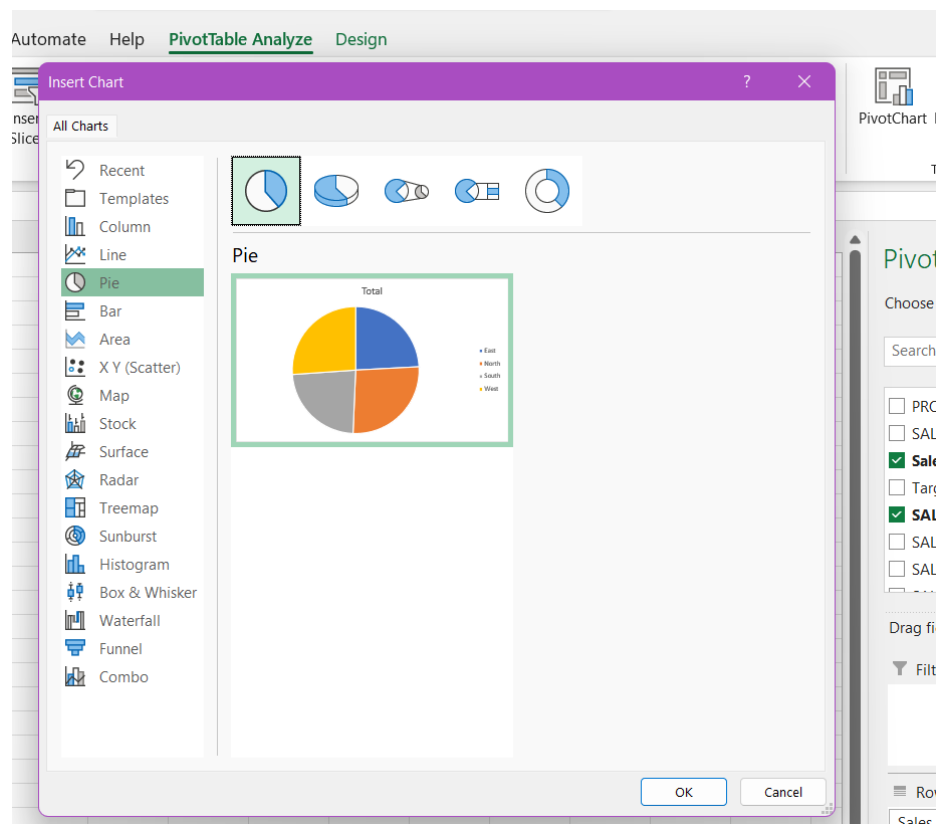 Automate Help PivotTable Analyze Design
Insert Chart ?
PivotChart
All Charts
Recent
Templates
Column
Line
Pie
Bar
Area
X Y (Scatter)
Map
Stock
Surface
Radar
Treemap
Sunburst
Histogram
Box & Whisker
Waterfall
Funnel
Combo
Pie
Total
East
North
South
West
OK Cancel
Pivot
Choose
Search
PRO
SAL
Sale
Targ
SAL
SAL
SAL
Drag fi
Filt
Row
Sales